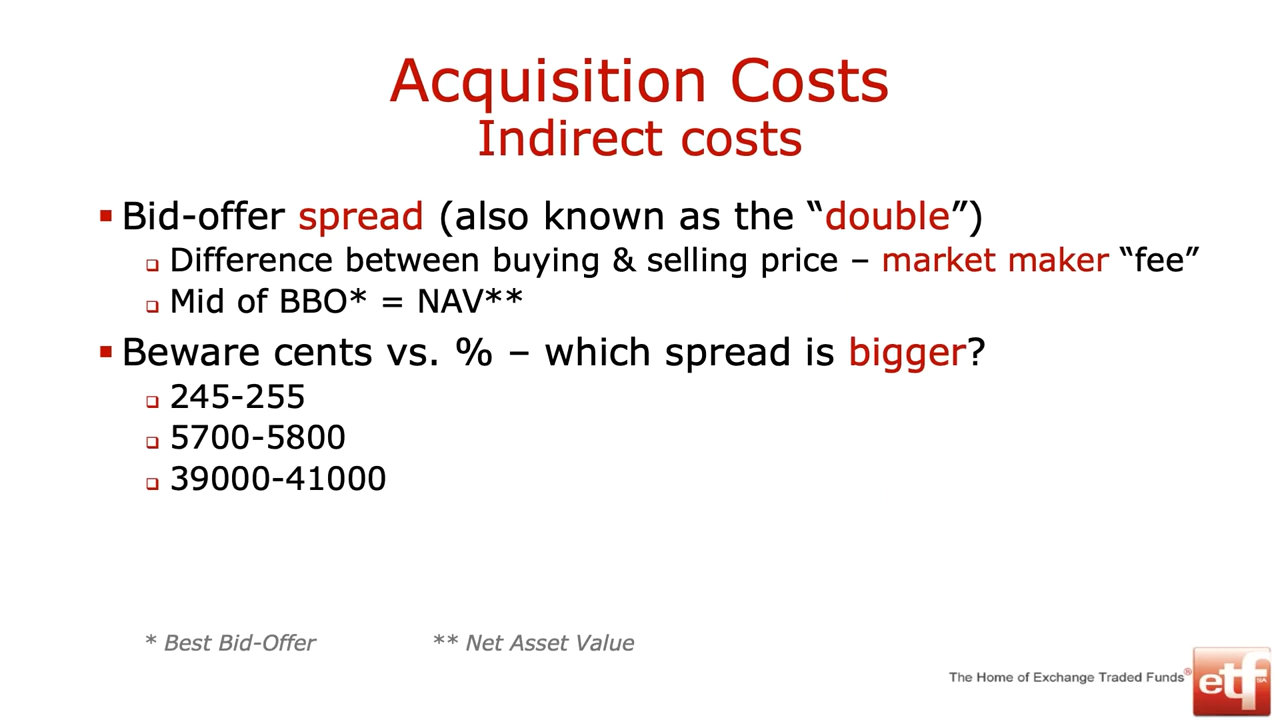 Acquisition Costs
Indirect costs
Bid-offer spread (also known as the “double”)
Difference between buying & selling price – market maker “fee”
Mid of BBO* = NAV**
Beware cents vs. % – which spread is bigger?
245-255
5700-5800
39000-41000
* Best Bid-Offer
** Net Asset Value
The Home of Exchange Traded Funds®
etfSA